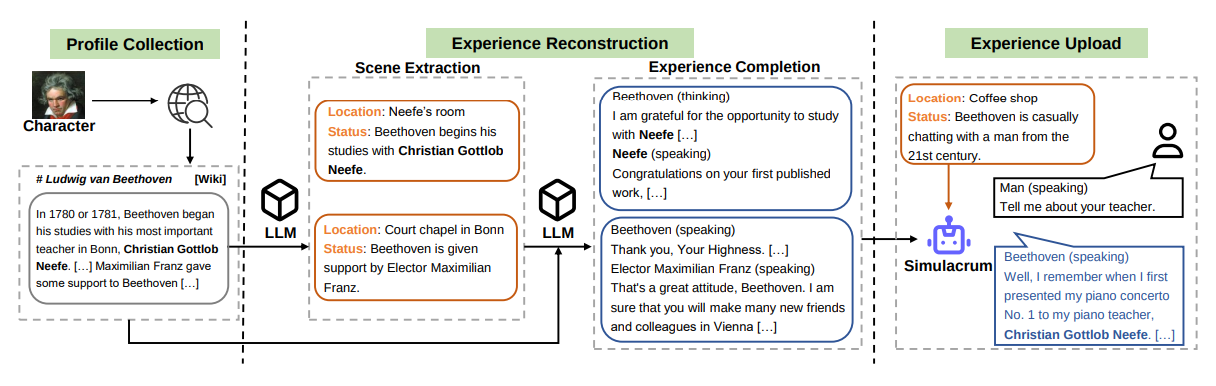 Profile Collection
Character
# Ludwig van Beethoven [Wiki]
In 1780 or 1781, Beethoven began
his studies with his most important
teacher in Bonn, Christian Gottlob
Neefe. […] Maximilian Franz gave
some support to Beethoven […]
Experience Reconstruction
Scene Extraction
LLM
Location: Neefe's room
Status: Beethoven begins his
studies with Christian Gottlob
Neefe.
Location: Court chapel in Bonn
Status: Beethoven is given
support by Elector Maximilian
Franz.
LLM
Experience Completion
Beethoven (thinking)
I am grateful for the opportunity to study
with Neefe […]
Neefe (speaking)
Congratulations on your first published
work, […]
Beethoven (speaking)
Thank you, Your Highness. […]
Elector Maximilian Franz (speaking)
That's a great attitude, Beethoven. I am
sure that you will make many new friends
and colleagues in Vienna […]
Experience Upload
Location: Coffee shop
Status: Beethoven is casually
chatting with a man from the
21st century.
Man (speaking)
Tell me about your teacher.
Simulacrum
Beethoven (speaking)
Well, I remember when I first
presented my piano concerto
No. 1 to my piano teacher,
Christian Gottlob Neefe. […]